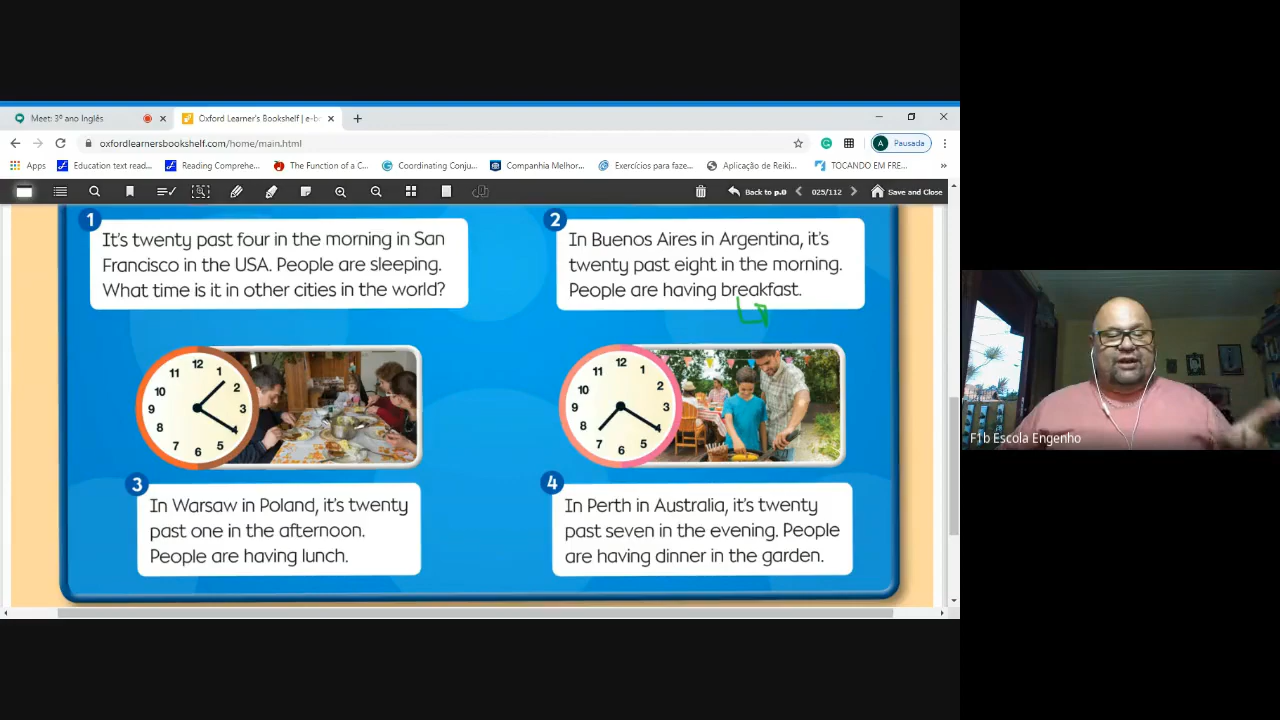 Meet: 3º ano Inglês
Oxford Learner's Bookshelf | e-b
oxfordlearnersbookshelf.com/home/main.html
Pausada
Apps
Education text read...
Reading Comprehe...
The Function of a C...
Coordinating Conju...
Companhia Melhor...
Exercícios para faze...
Aplicação de Reiki...
TOCANDO EM FRE...
Back to p.0
025/112
Save and Close
1
It's twenty past four in the morning in San
Francisco in the USA. People are sleeping.
What time is it in other cities in the world?
2
In Buenos Aires in Argentina, it's
twenty past eight in the morning.
People are having breakfast.
12
1
2
3
4
5
6
7
8
9
10
11
12
1
2
3
4
5
6
7
8
9
10
11
3
In Warsaw in Poland, it's twenty
past one in the afternoon.
People are having lunch.
4
In Perth in Australia, it's twenty
past seven in the evening. People
are having dinner in the garden.
F1b Escola Engenho